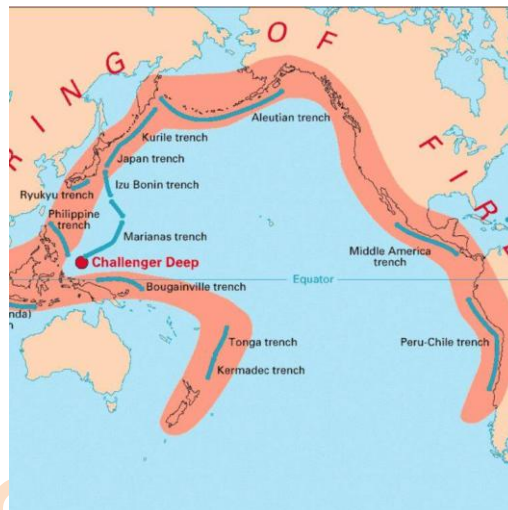 RING OF FIRE
Aleutian trench
Kurile trench
Japan trench
Izu Bonin trench
Ryukyu trench
Philippine
trench
Marianas trench
Challenger Deep
Bougainville trench
Equator
Middle America
trench
nda)
Tonga trench
Kermadec trench
Peru-Chile trench